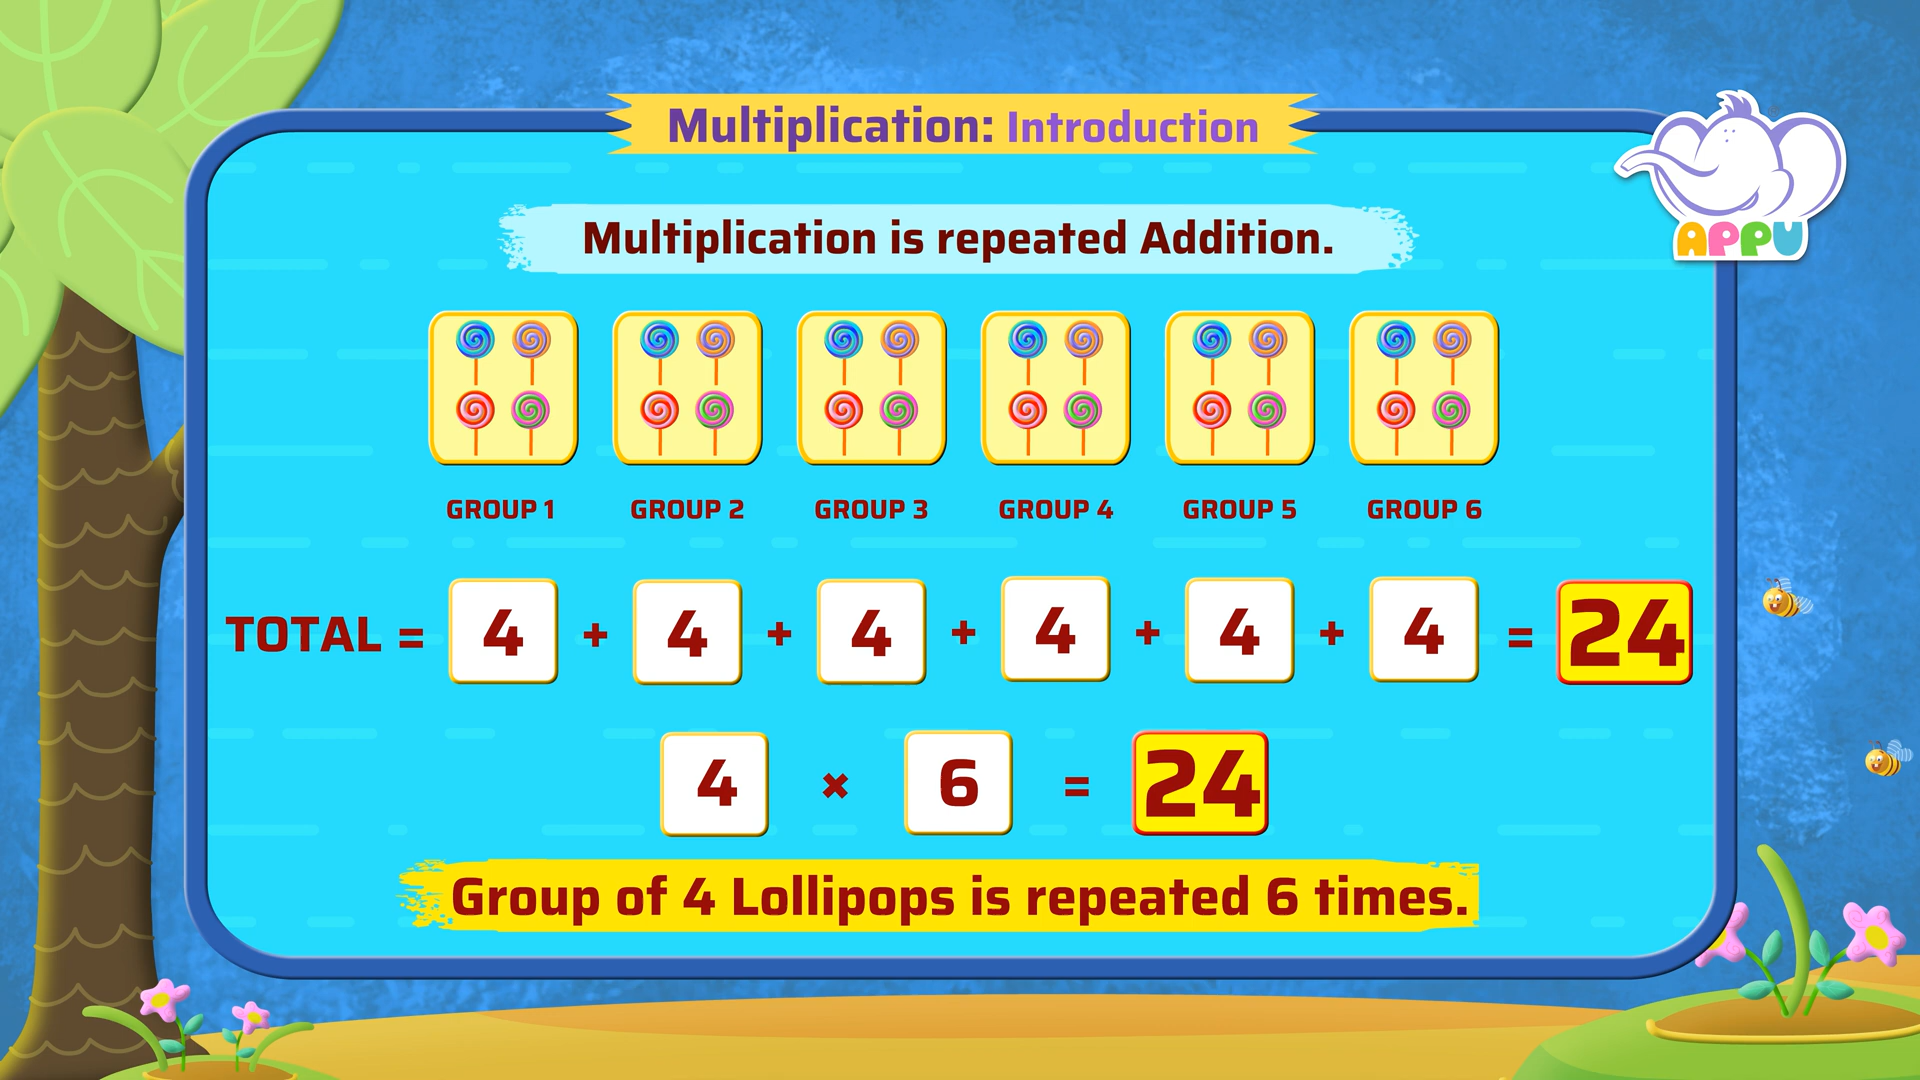 Multiplication: Introduction
APPU
Multiplication is repeated Addition.
GROUP 1 GROUP 2 GROUP 3 GROUP 4 GROUP 5 GROUP 6
TOTAL = 4 + 4 + 4 + 4 + 4 + 4 = 24
4 × 6 = 24
Group of 4 Lollipops is repeated 6 times.